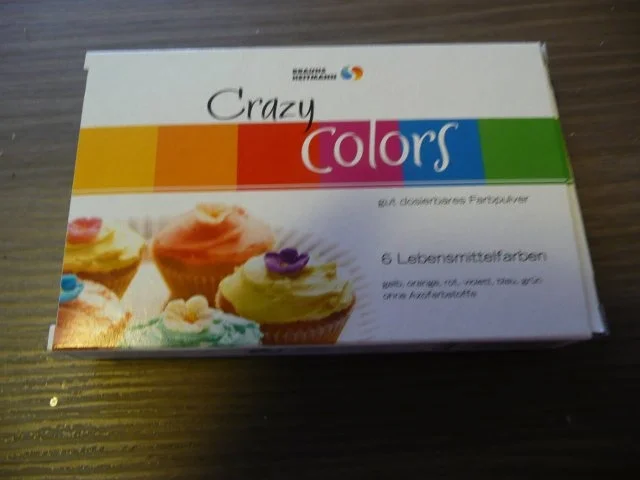 BRAUNS
HEITMANN
Crazy
Colors
gut dosierbares Farbpulver
6 Lebensmittelfarben
gelb, orange, rot, violett, blau, grün
ohne Azofarbstoffe